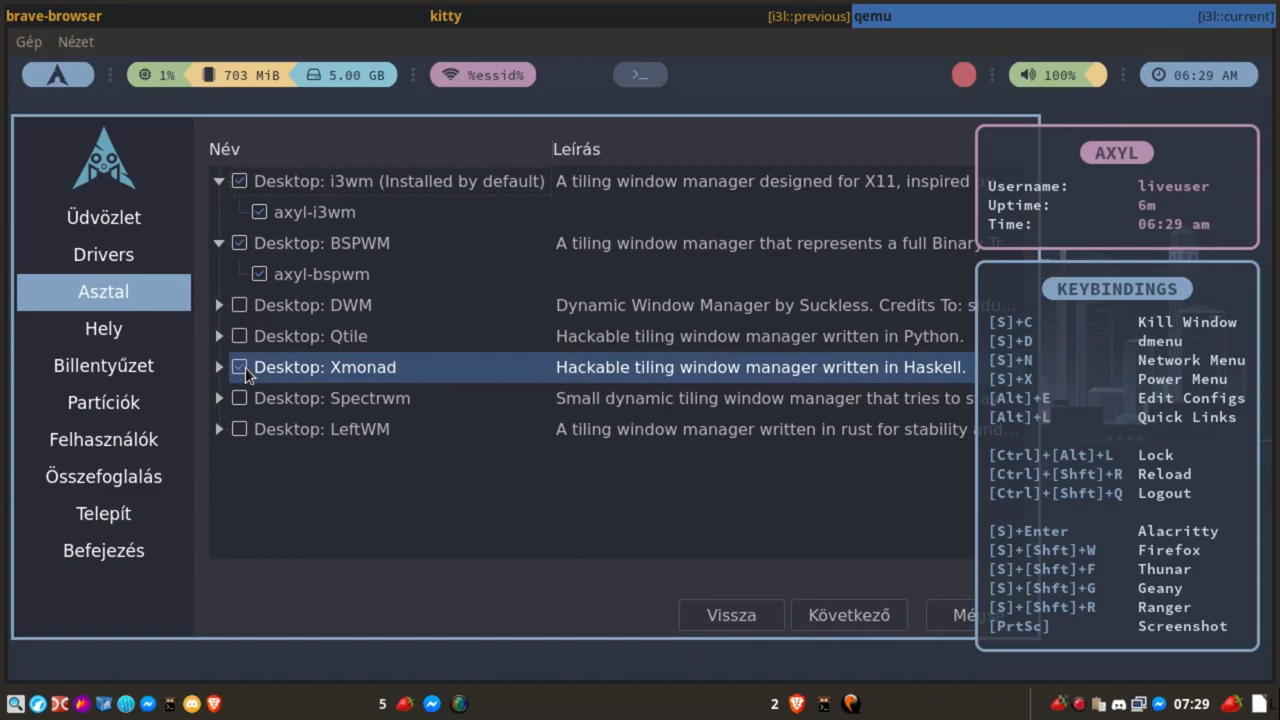 brave-browser kitty [i3l::previous] qemu [i3l::current]
Gép Nézet
1% 703 MiB 5.00 GB %essid% >_ 100% 06:29 AM
Név Leírás
Desktop: i3wm (Installed by default) A tiling window manager designed for X11, inspired
axyl-i3wm
Desktop: BSPWM A tiling window manager that represents a full Binary Tr
axyl-bspwm
Desktop: DWM Dynamic Window Manager by Suckless. Credits To:
Desktop: Qtile Hackable tiling window manager written in Python.
Desktop: Xmonad Hackable tiling window manager written in Haskell.
Desktop: Spectrwm Small dynamic tiling window manager that tries to
Desktop: LeftWM A tiling window manager written in rust for stability and...
Üdvözlet
Drivers
Asztal
Hely
Billentyűzet
Partíciók
Felhasználók
Összefoglalás
Telepít
Befejezés
Vissza Következő
AXYL
Username: liveuser
Uptime: 6m
Time: 06:29 am
KEYBINDINGS
[S]+C Kill Window
[S]+D dmenu
[S]+N Network Menu
[S]+X Power Menu
[Alt]+E Edit Configs
[Alt]+L Quick Links
[Ctrl]+[Alt]+L Lock
[Ctrl]+[Shft]+R Reload
[Ctrl]+[Shft]+Q Logout
[S]+Enter Alacritty
[S]+[Shft]+W Firefox
[S]+[Shft]+F Thunar
[S]+[Shft]+G Geany
[S]+[Shft]+R Ranger
[PrtSc] Screenshot
5 2 07:29